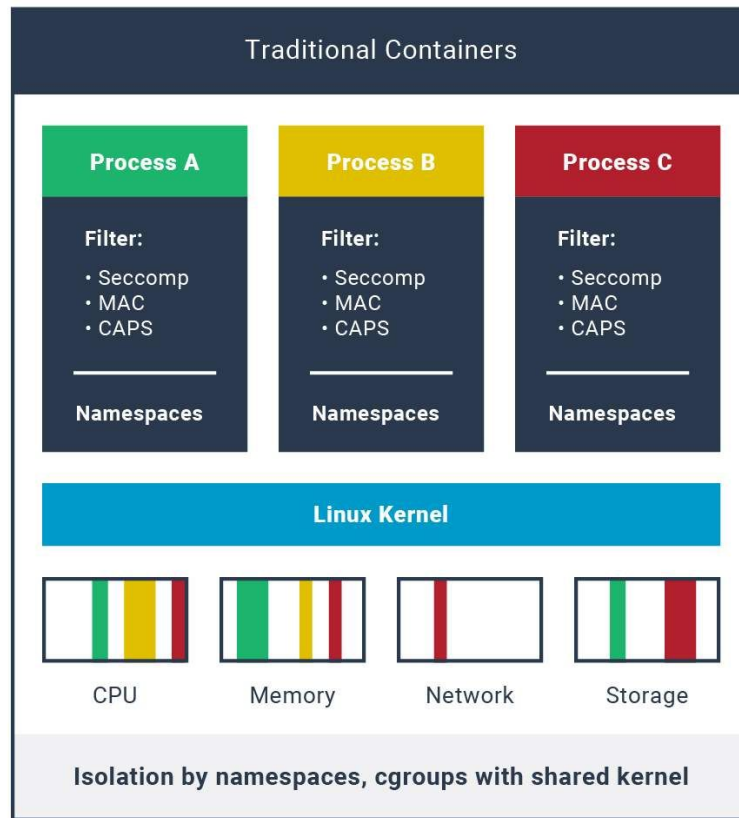 Traditional Containers
Process A
Filter:
• Seccomp
• MAC
• CAPS
Namespaces
Process B
Filter:
• Seccomp
• MAC
• CAPS
Namespaces
Process C
Filter:
• Seccomp
• MAC
• CAPS
Namespaces
Linux Kernel
CPU
Memory
Network
Storage
Isolation by namespaces, cgroups with shared kernel